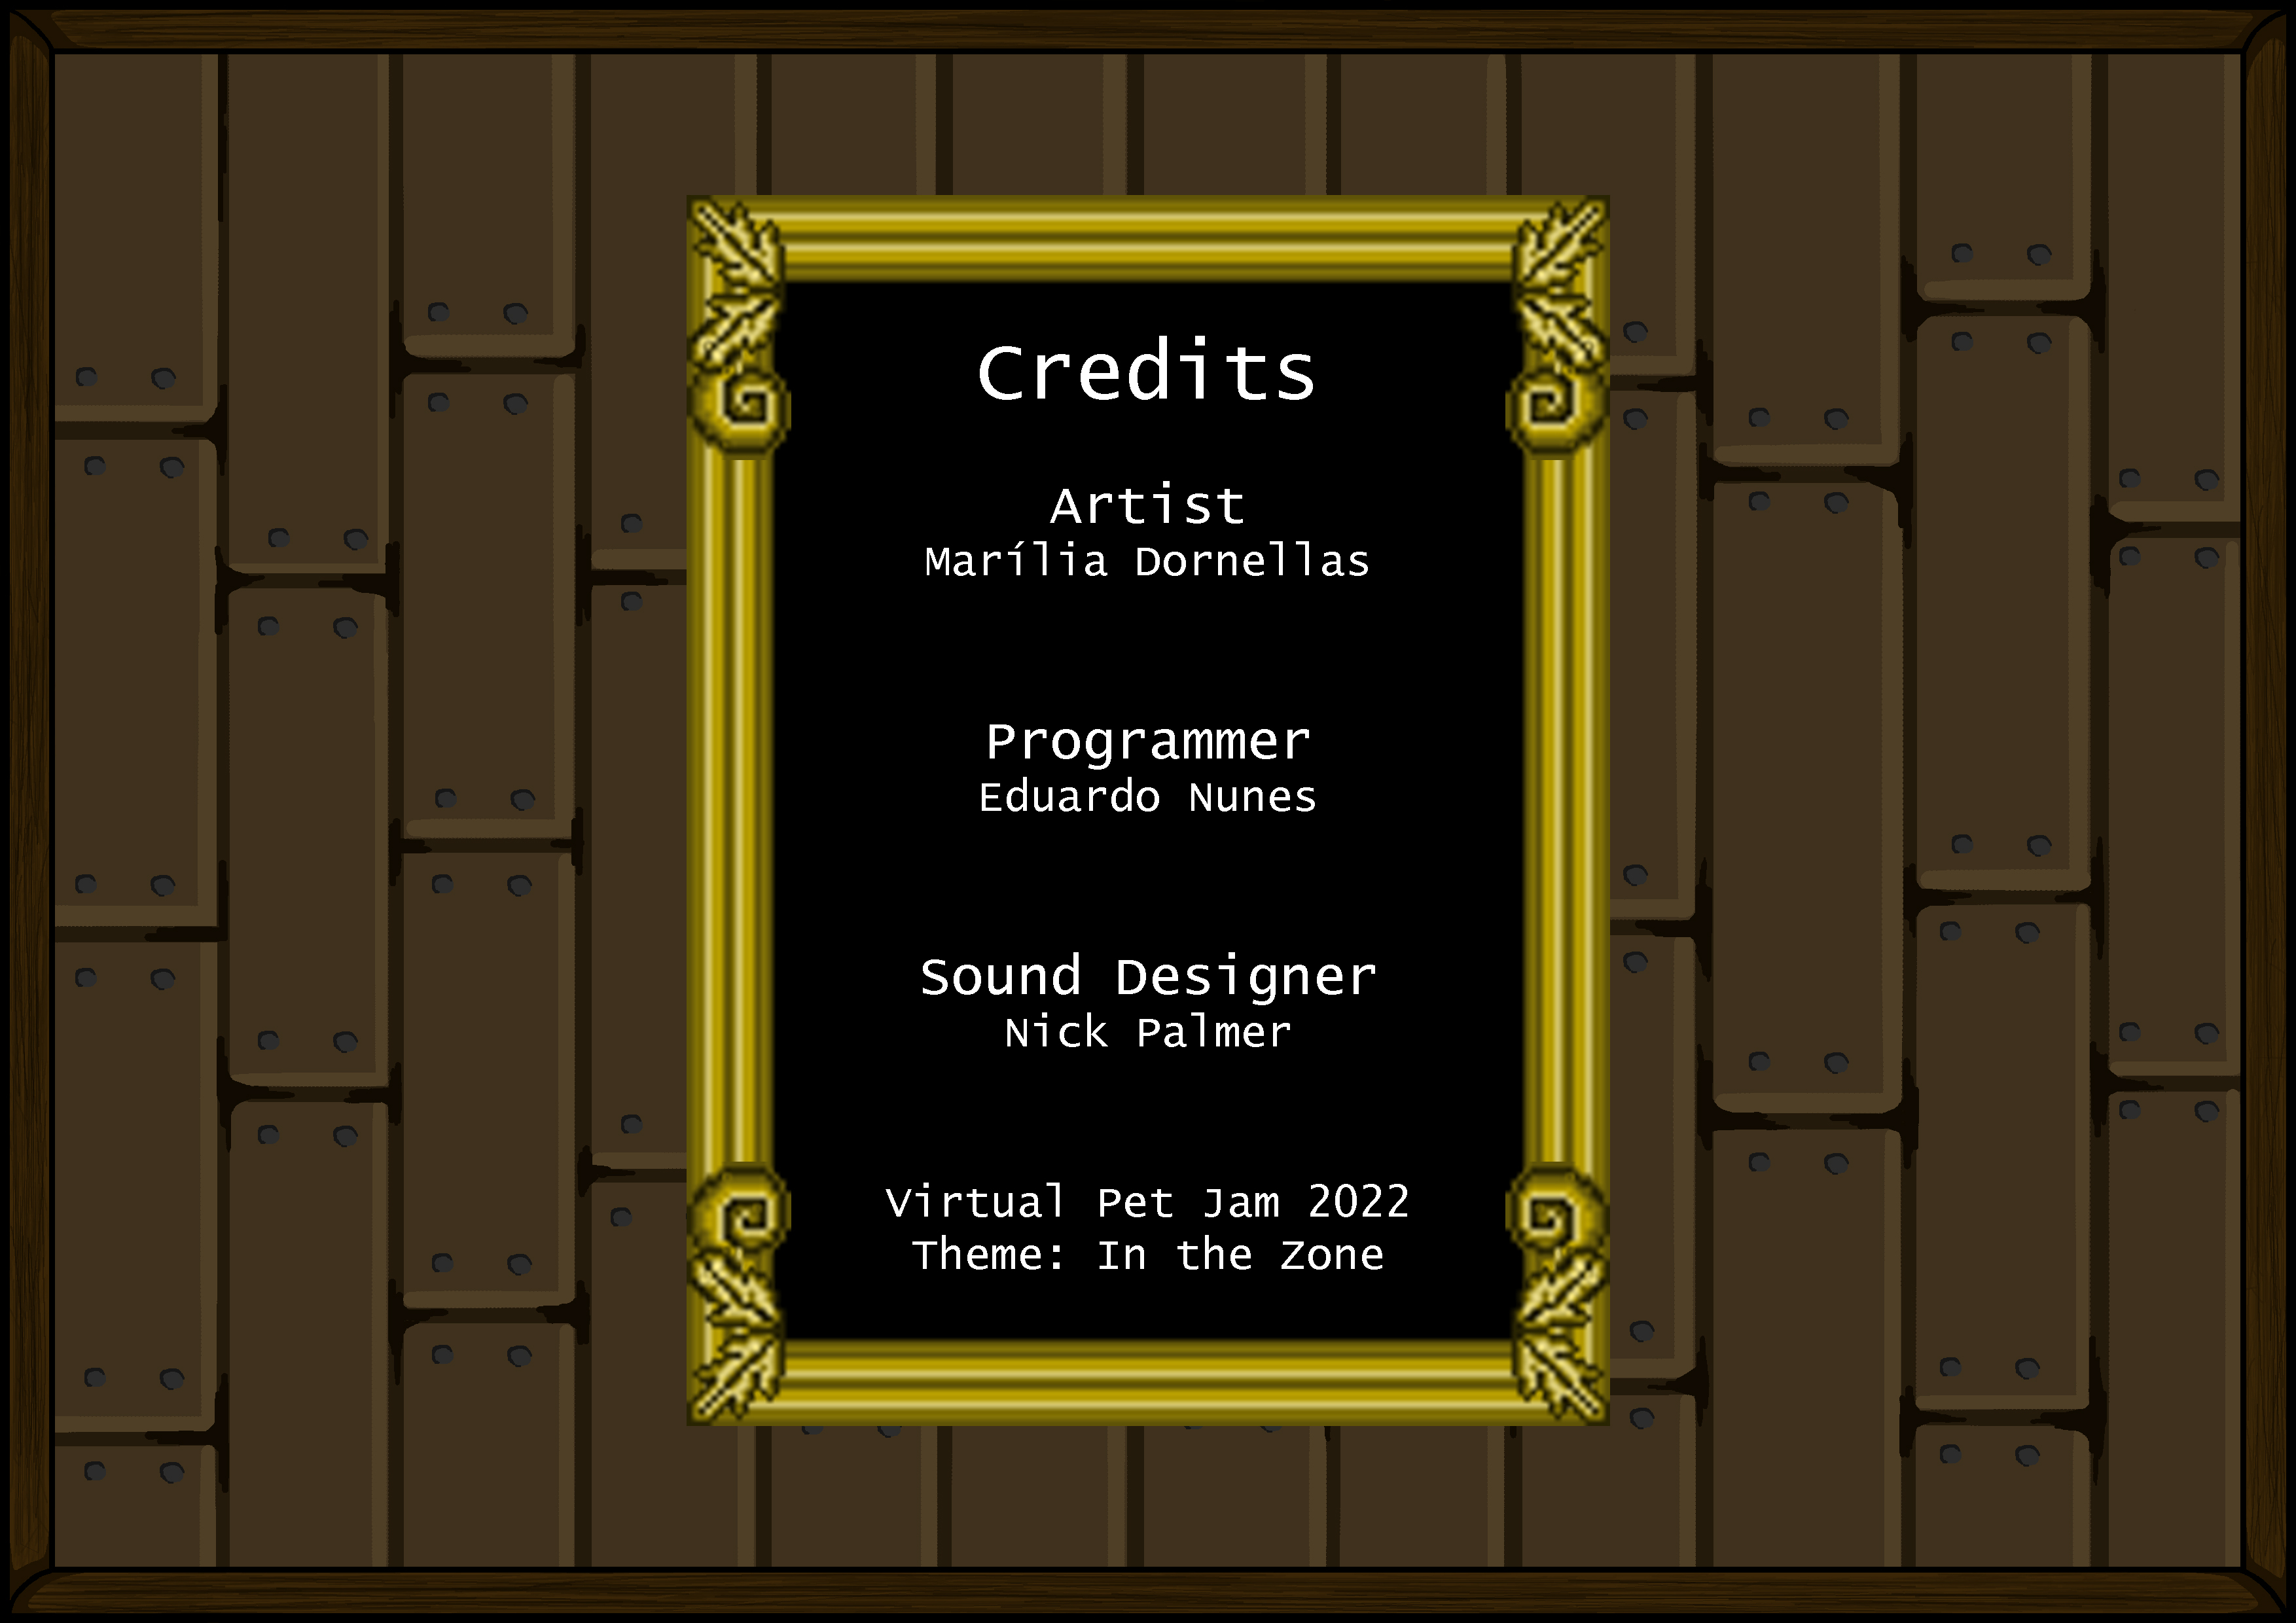 Credits
Artist
Marília Dornellas
Programmer
Eduardo Nunes
Sound Designer
Nick Palmer
Virtual Pet Jam 2022
Theme: In the Zone